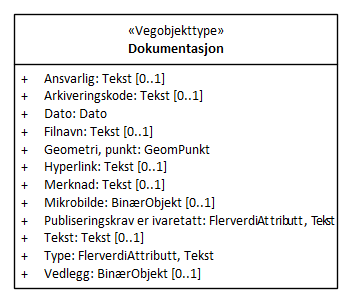 «Vegobjekttype»
Dokumentasjon
+ Ansvarlig: Tekst [0..1]
+ Arkiveringskode: Tekst [0..1]
+ Dato: Dato
+ Filnavn: Tekst [0..1]
+ Geometri, punkt: GeomPunkt
+ Hyperlink: Tekst [0..1]
+ Merknad: Tekst [0..1]
+ Mikrobilde: BinærObjekt [0..1]
+ Publiseringskrav er ivaretatt: FlerverdiAttributt, Tekst
+ Tekst: Tekst [0..1]
+ Type: FlerverdiAttributt, Tekst
+ Vedlegg: BinærObjekt [0..1]